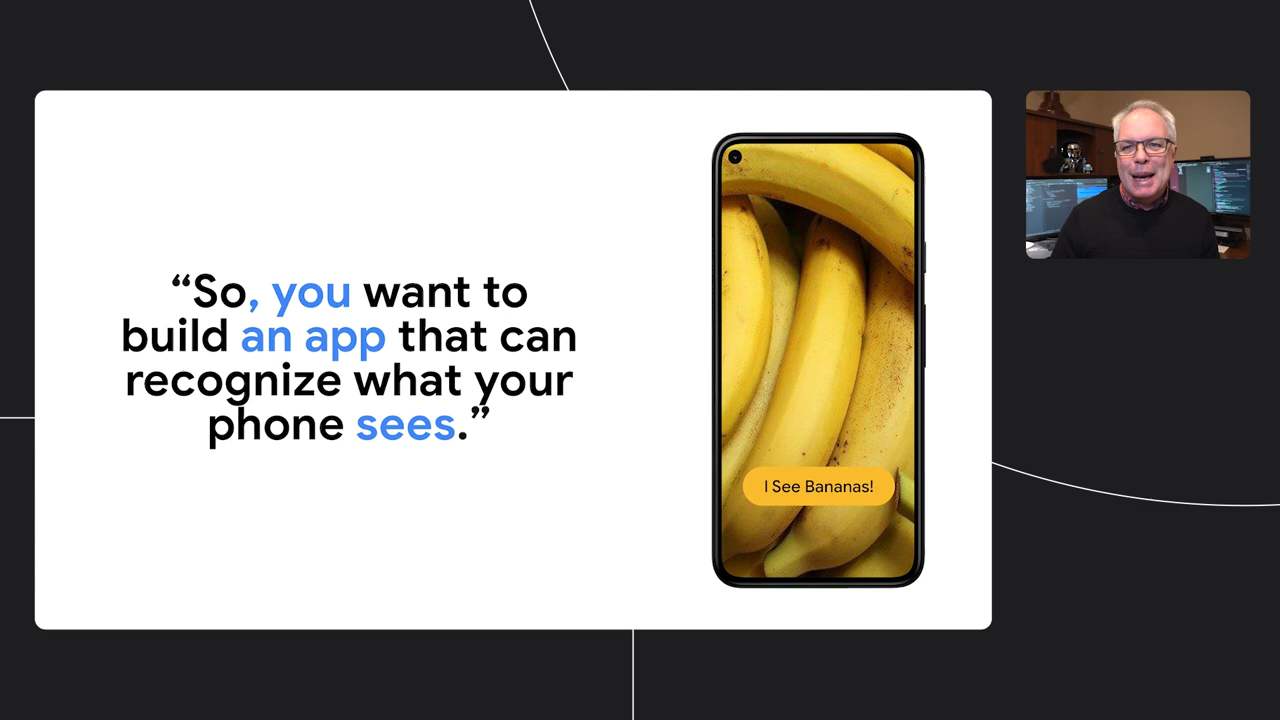 “So, you want to
build an app that can
recognize what your
phone sees.”
I See Bananas!